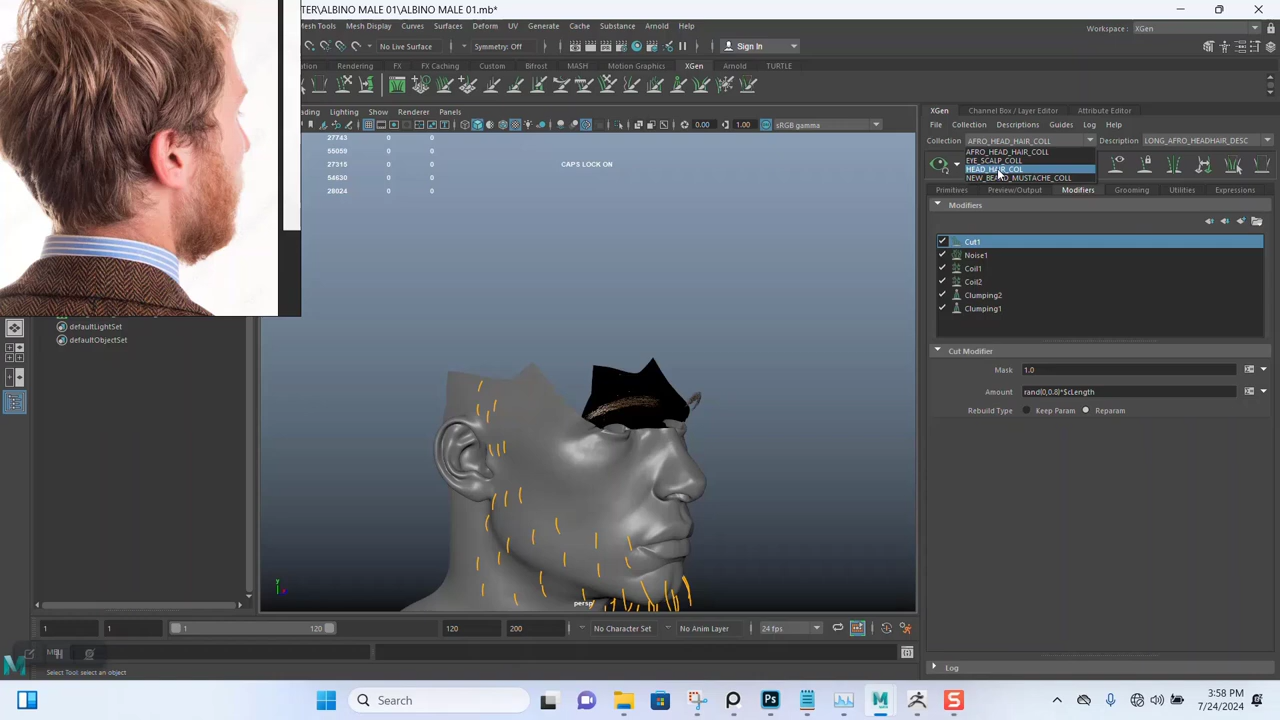 TER\ALBINO MALE 01\ALBINO MALE 01.mb*
Mesh Tools Mesh Display Curves Surfaces Deform UV Generate Cache Substance Arnold Help
Workspace : XGen
No Live Surface Symmetry: Off Sign In
Rendering FX FX Caching Custom Bifrost MASH Motion Graphics XGen Arnold TURTLE
XGen Channel Box / Layer Editor Attribute Editor
Lighting Show Renderer Panels
File Collection Descriptions Guides Log Help
0.00 1.00 sRGB gamma
Collection AFRO_HEAD_HAIR_COLL Description LONG_AFRO_HEADHAIR_DESC
27743 0 0
55059 0 0
27315 0 0
54630 0 0
28024 0 0
CAPS LOCK ON
AFRO_HEAD_HAIR_COLL
EYE_SCALP_COLL
HEAD_HAIR_COL
NEW_BEARD_MUSTACHE_COLL
Primitives Preview/Output Modifiers Grooming Utilities Expressions
Modifiers
Cut1
Noise1
Coil1
Coil2
Clumping2
Clumping1
Cut Modifier
Mask 1.0
Amount rand(0,0.8)*$cLength
Rebuild Type Keep Param Reparam
defaultLightSet
defaultObjectSet
y
persp
1 1 1 120 120 200 No Character Set No Anim Layer 24 fps
Log
Select Tool: select an object
Search
3:58 PM
7/24/2024